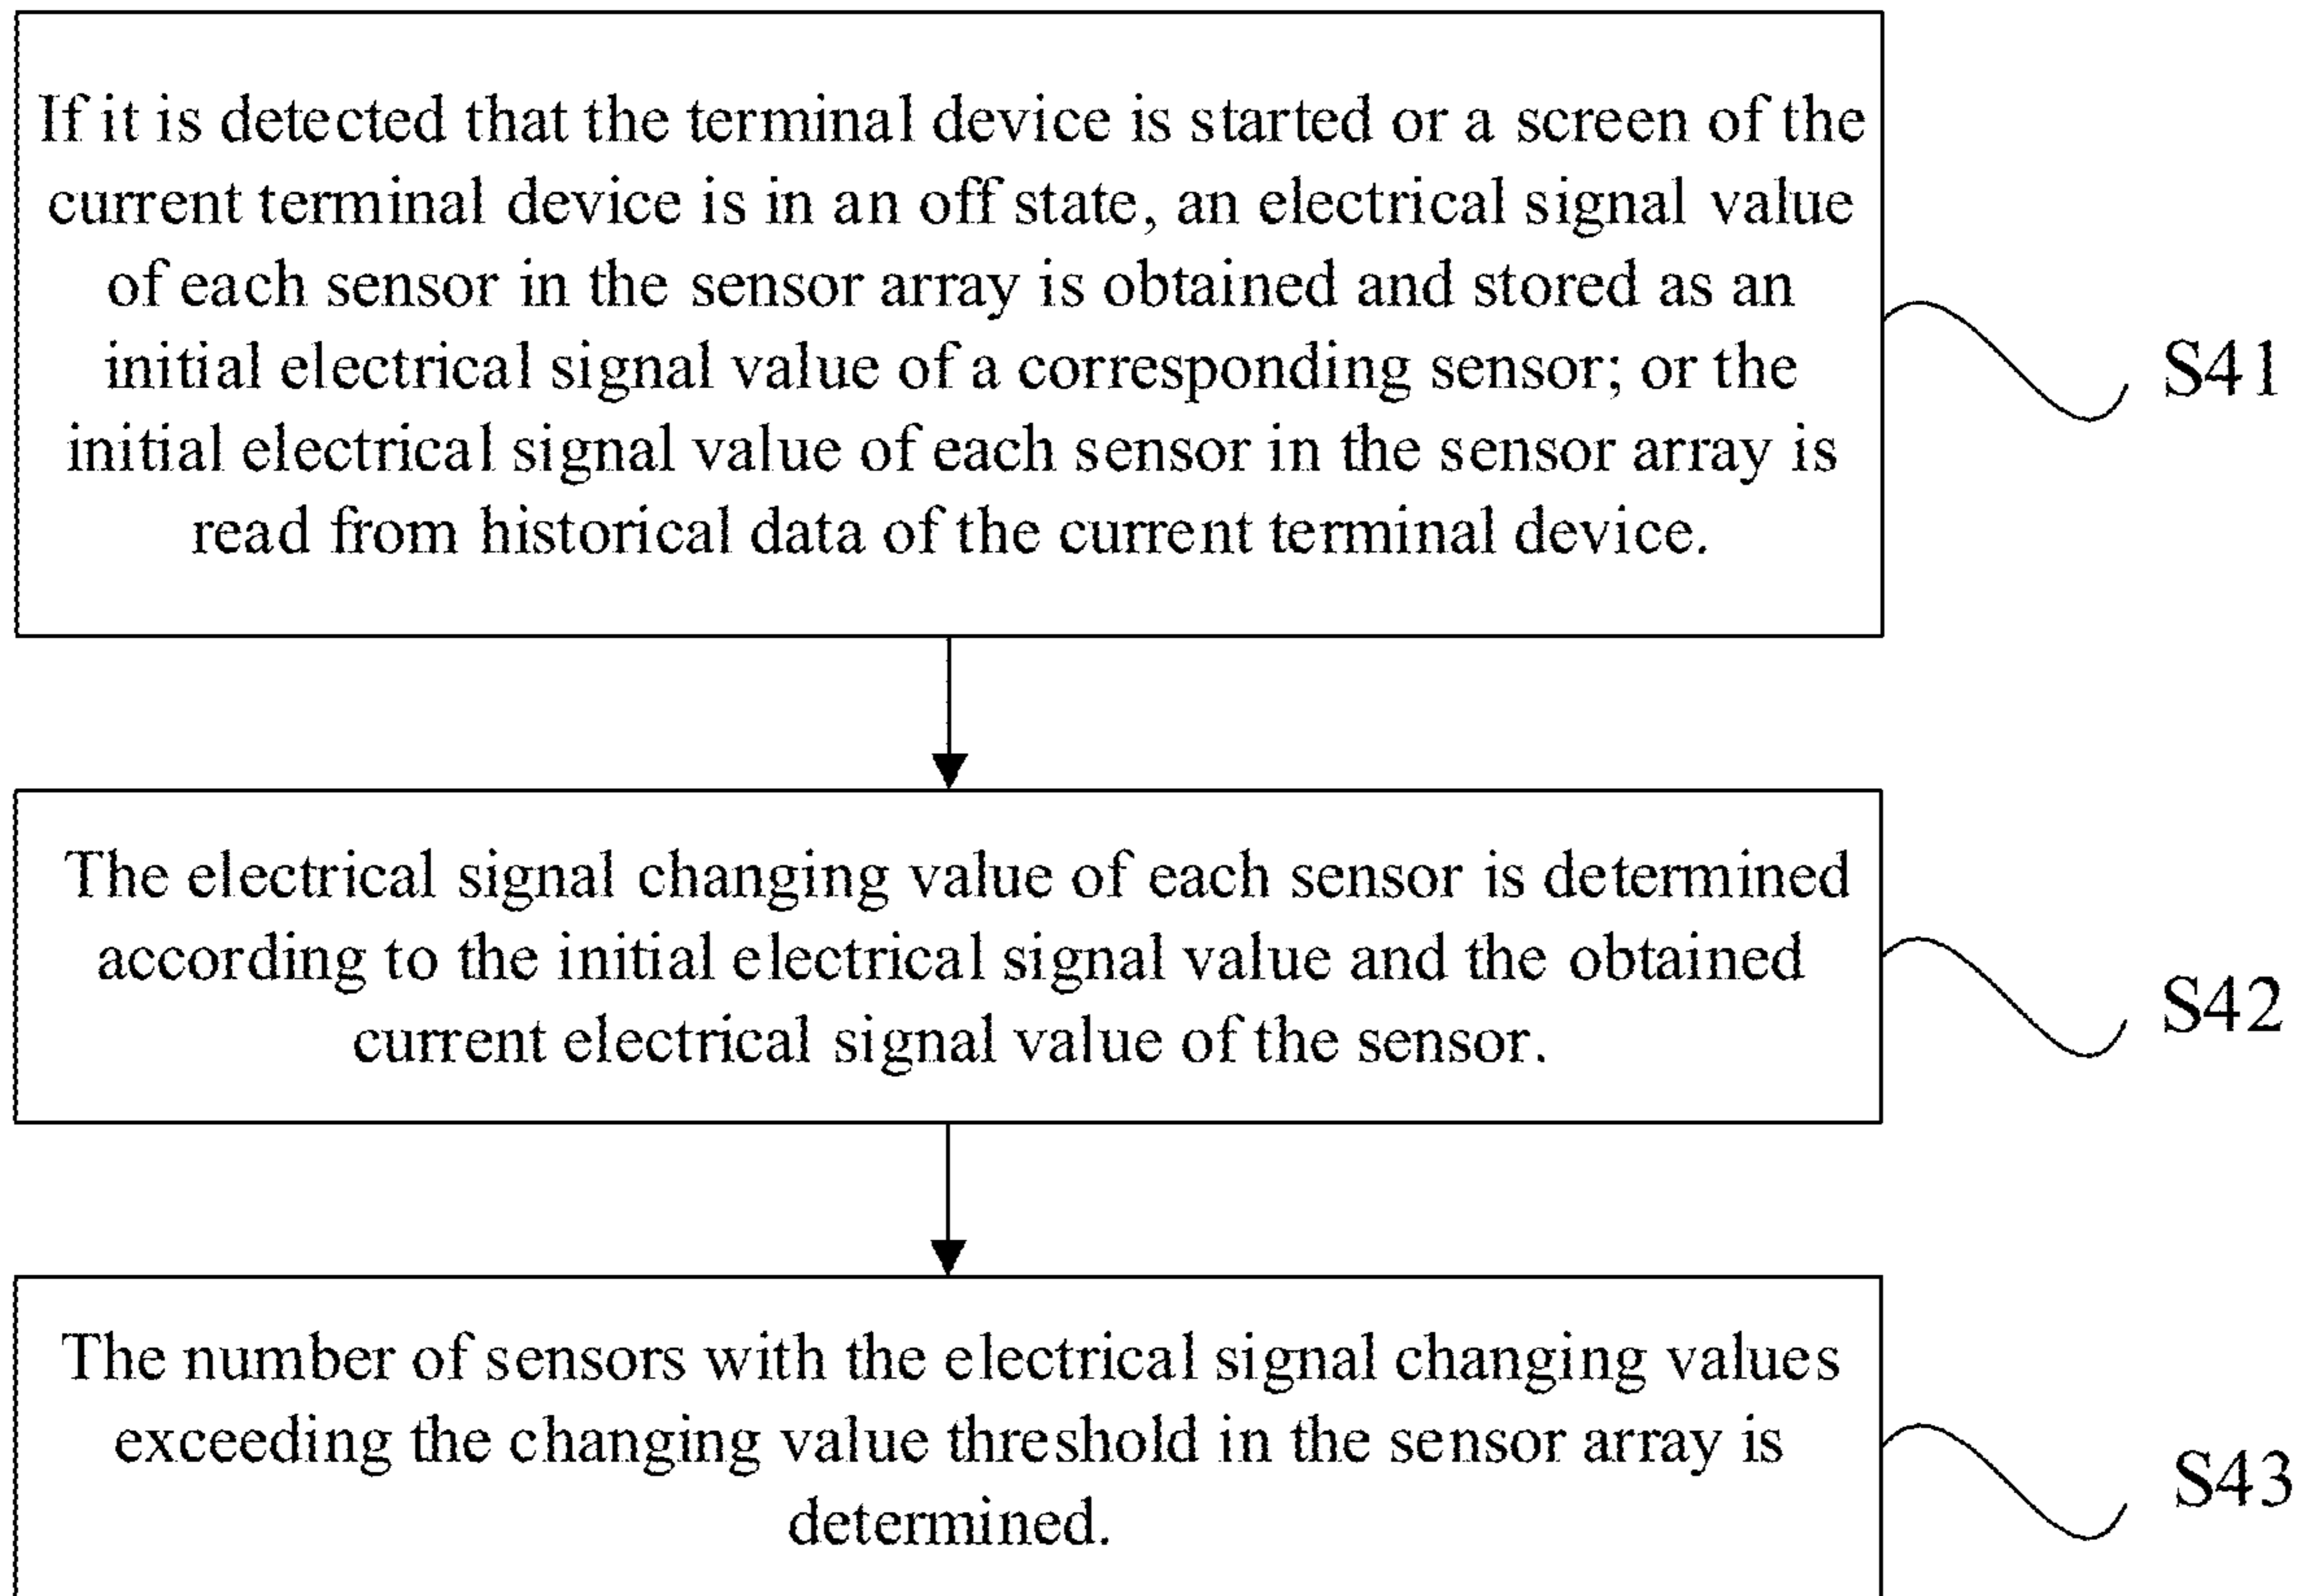 If it is detected that the terminal device is started or a screen of the
current terminal device is in an off state, an electrical signal value
of each sensor in the sensor array is obtained and stored as an
initial electrical signal value of a corresponding sensor; or the
initial electrical signal value of each sensor in the sensor array is
read from historical data of the current terminal device.
S41
The electrical signal changing value of each sensor is determined
according to the initial electrical signal value and the obtained
current electrical signal value of the sensor.
S42
The number of sensors with the electrical signal changing values
exceeding the changing value threshold in the sensor array is
determined.
S43